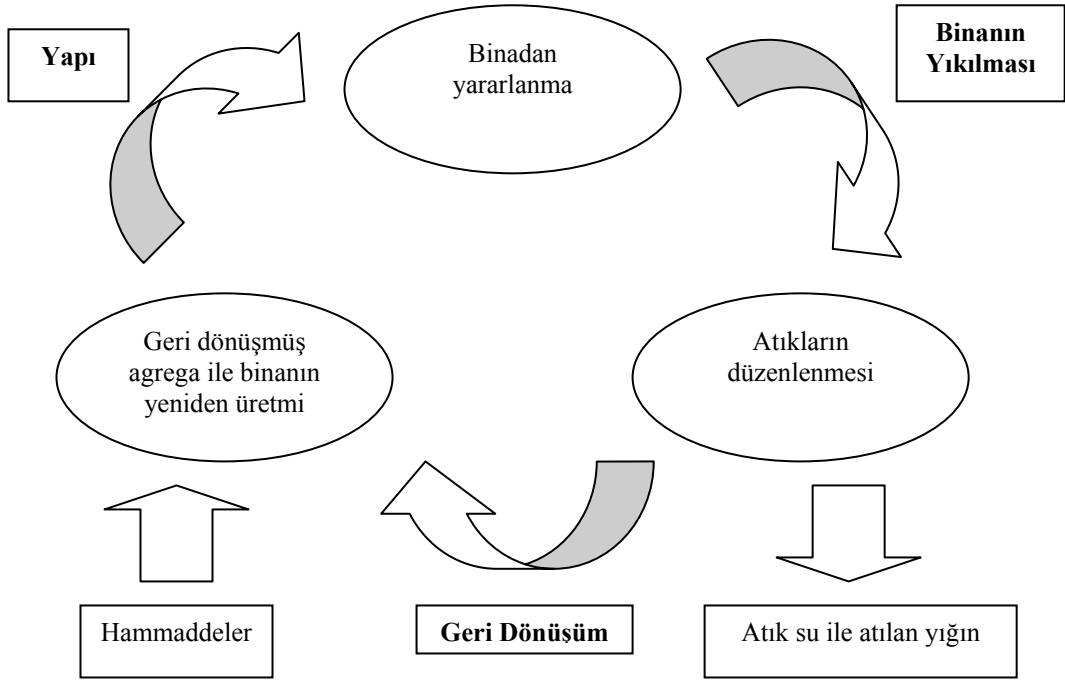 Yapı
Binadan
yararlanma
Binanın
Yıkılması
Geri dönüşmüş
agrega ile binanın
yeniden üretmi
Atıkların
düzenlenmesi
Hammaddeler
Geri Dönüşüm
Atık su ile atılan yığın